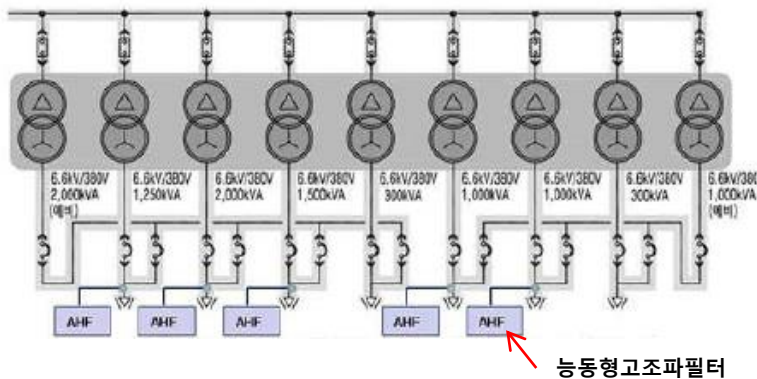 6.6kV/380V
2,000kVA
(예비)
6.6kV/380V
1,250kVA
6.6kV/380V
2,000kVA
6.6kV/380V
1,500kVA
6.6kV/380V
300kVA
6.6kV/380V
1,000kVA
6.6kV/380V
1,000kVA
6.6kV/380V
300kVA
6.6kV/380
1,000kVA
(예비)
AHF
AHF
AHF
AHF
AHF
능동형고조파필터